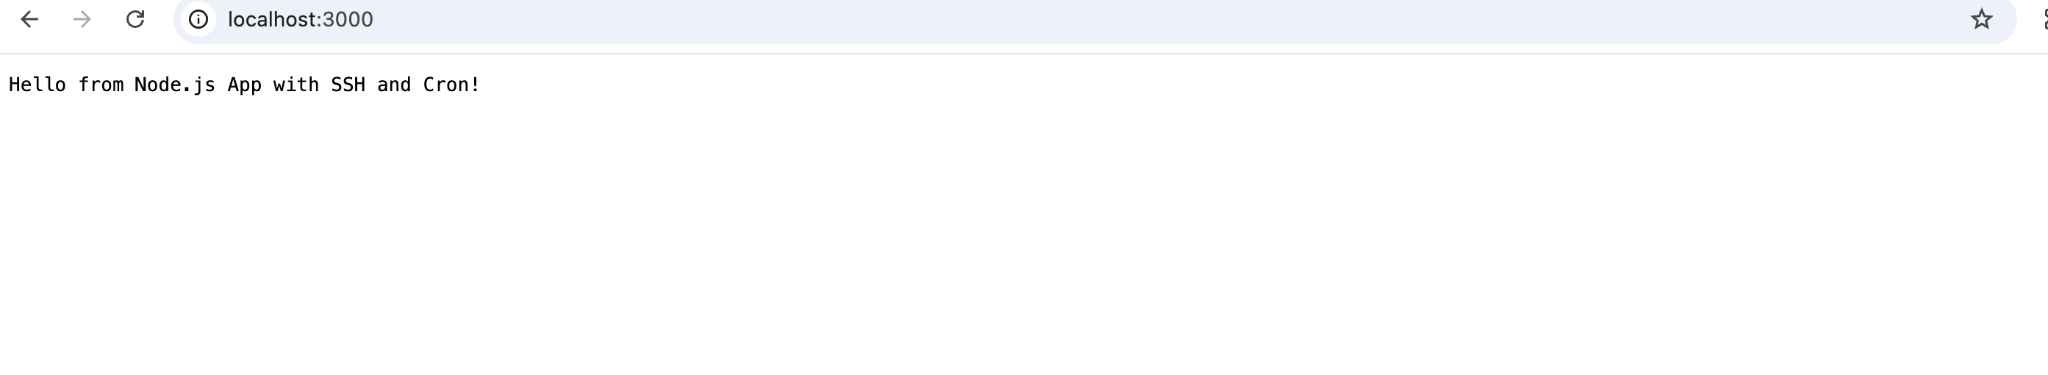 localhost:3000
Hello from Node.js App with SSH and Cron!